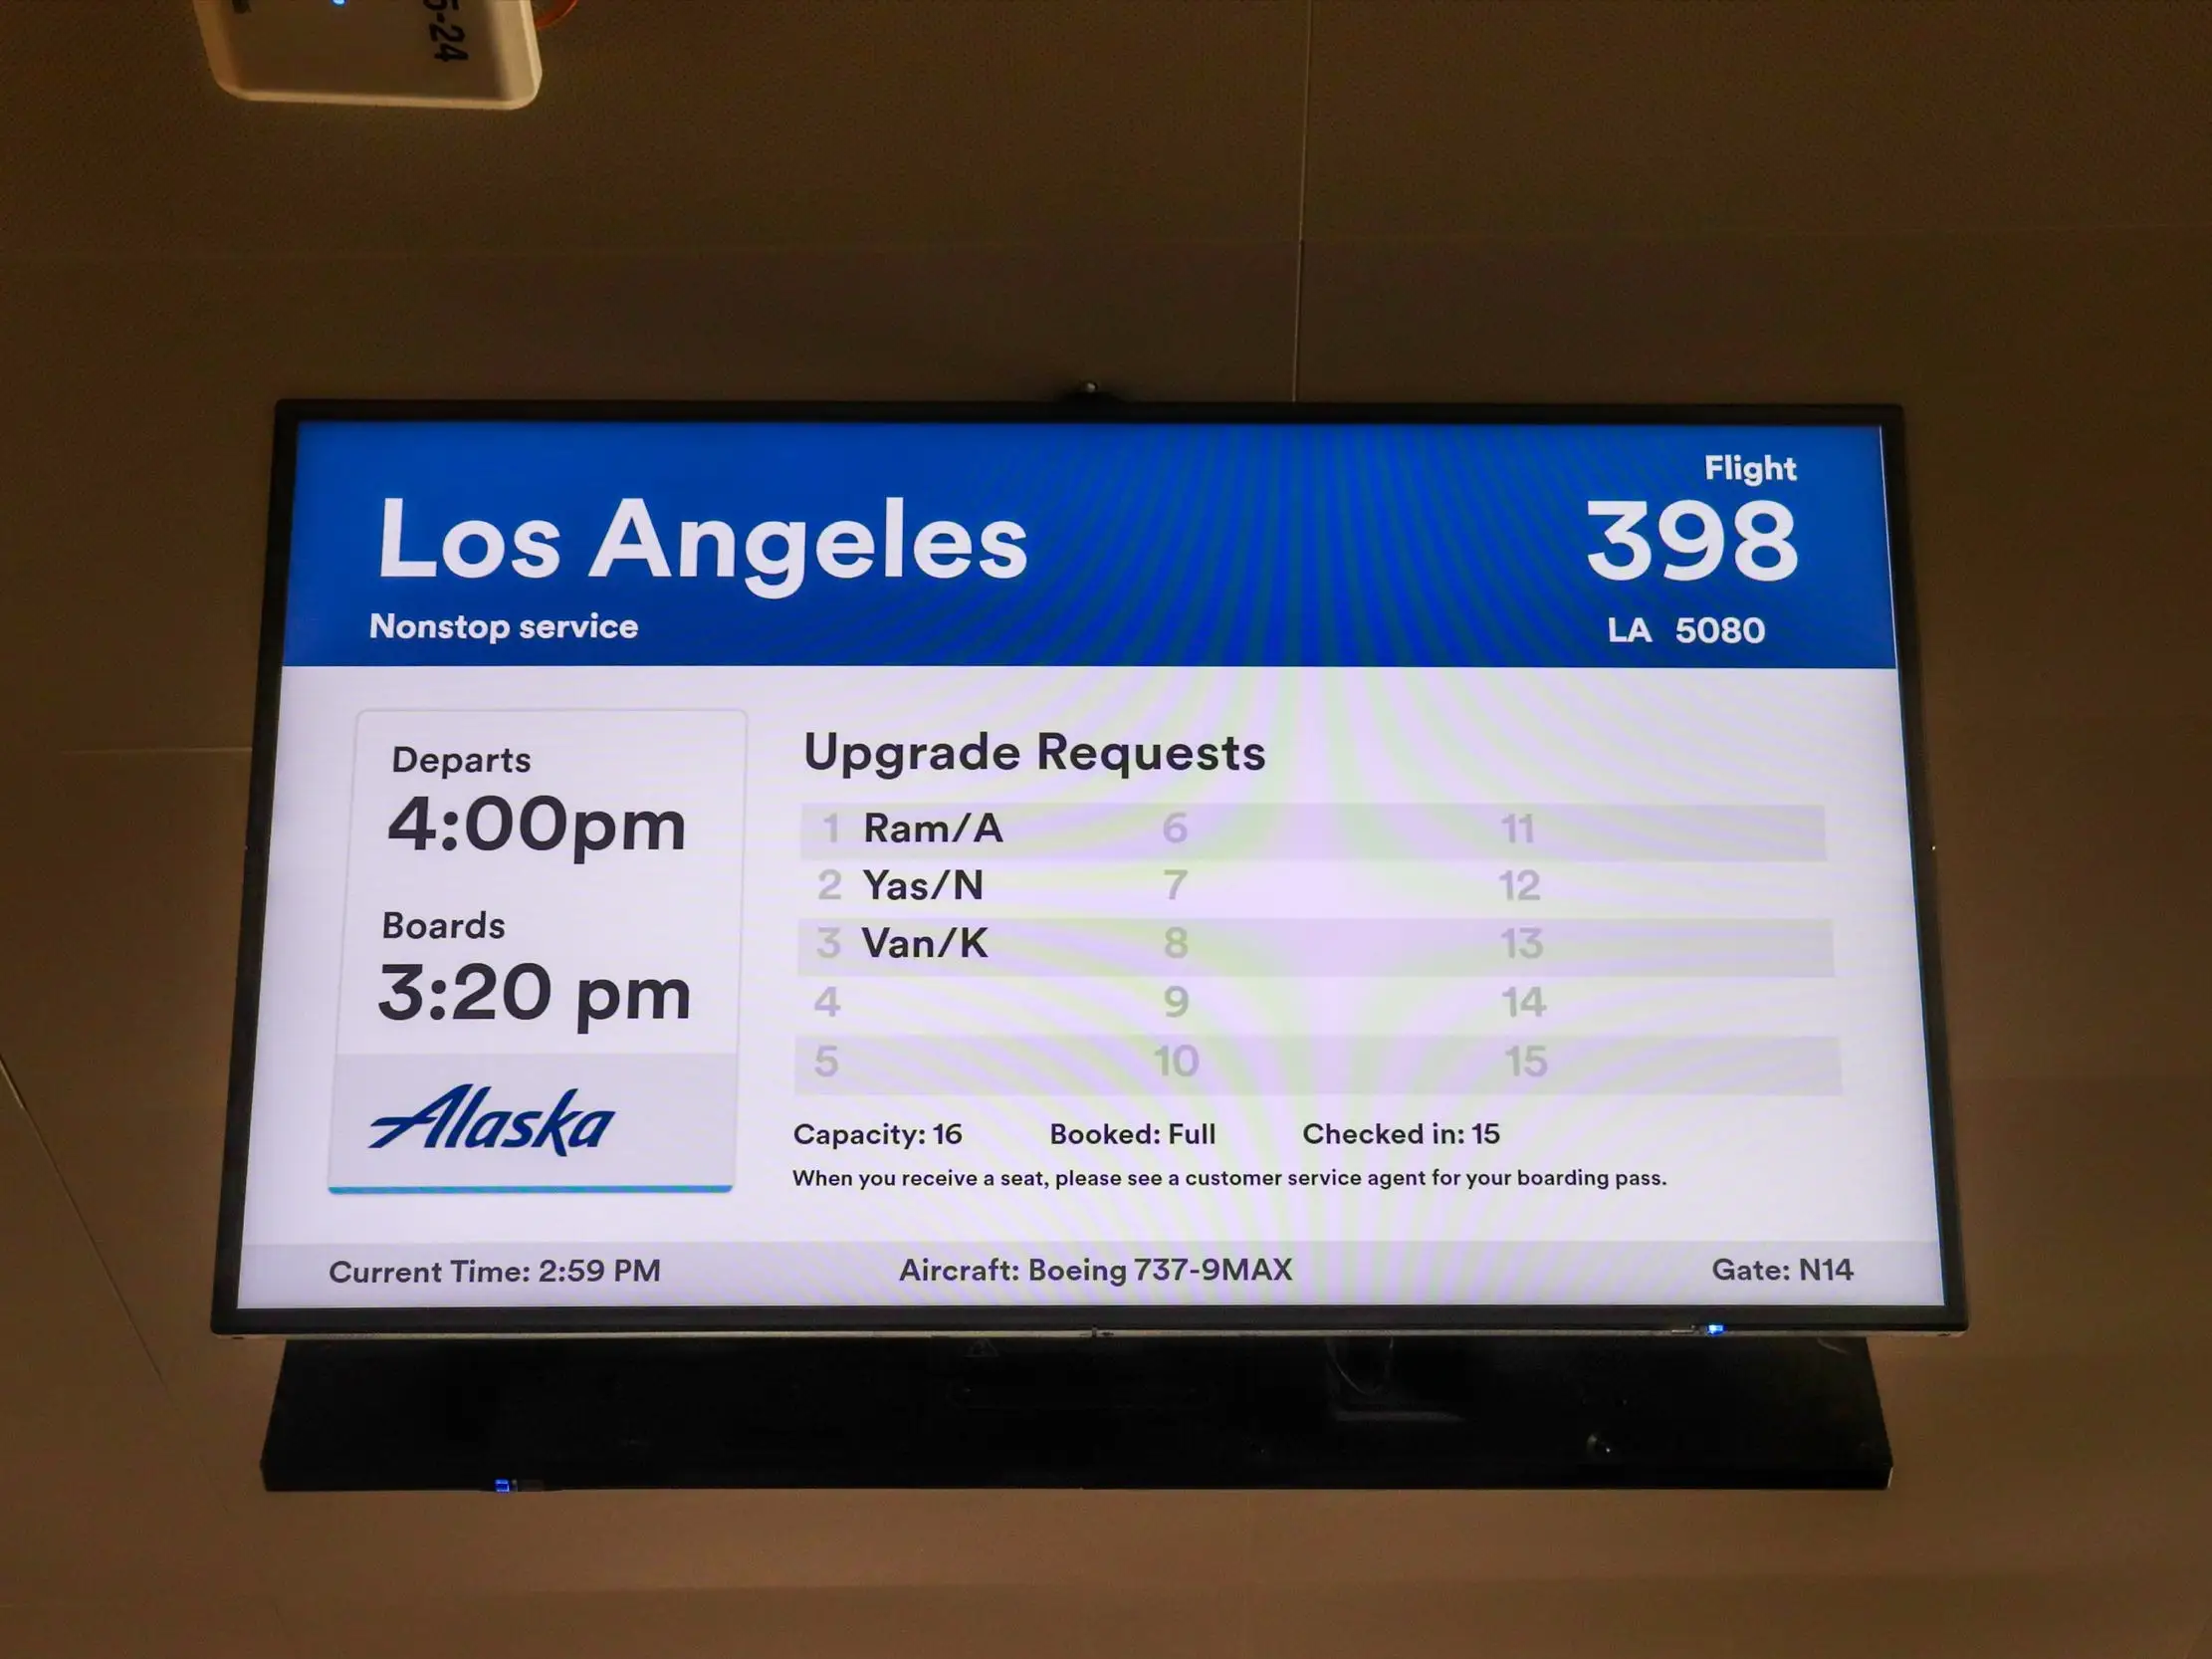 5-24
Flight
Los Angeles
398
Nonstop service
LA 5080
Departs
4:00pm
Boards
3:20 pm
Alaska
Upgrade Requests
1 Ram/A 6 11
2 Yas/N 7 12
3 Van/K 8 13
4 9 14
5 10 15
Capacity: 16 Booked: Full Checked in: 15
When you receive a seat, please see a customer service agent for your boarding pass.
Current Time: 2:59 PM Aircraft: Boeing 737-9MAX Gate: N14